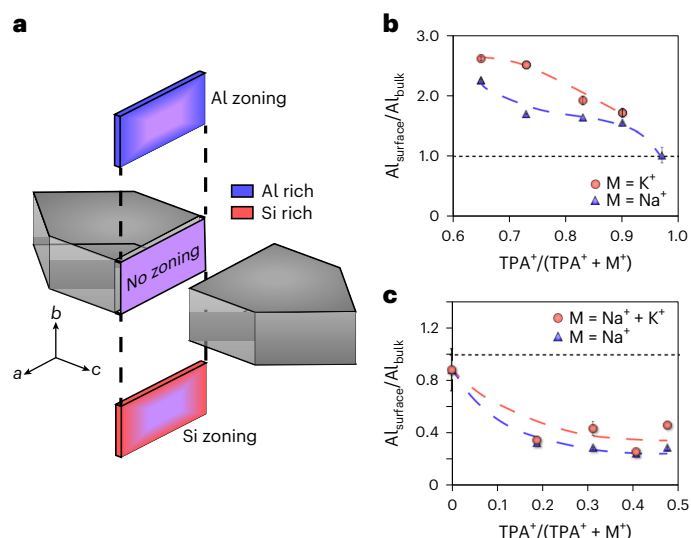 a
Al zoning
Al rich
Si rich
No zoning
b
a
c
Si zoning
b
3.0
2.0
1.0
0
Al_surface/Al_bulk
M = K⁺
M = Na⁺
0.6 0.7 0.8 0.9 1.0
TPA⁺/(TPA⁺ + M⁺)
c
1.2
0.8
0.4
0
Al_surface/Al_bulk
M = Na⁺ + K⁺
M = Na⁺
0 0.1 0.2 0.3 0.4 0.5
TPA⁺/(TPA⁺ + M⁺)